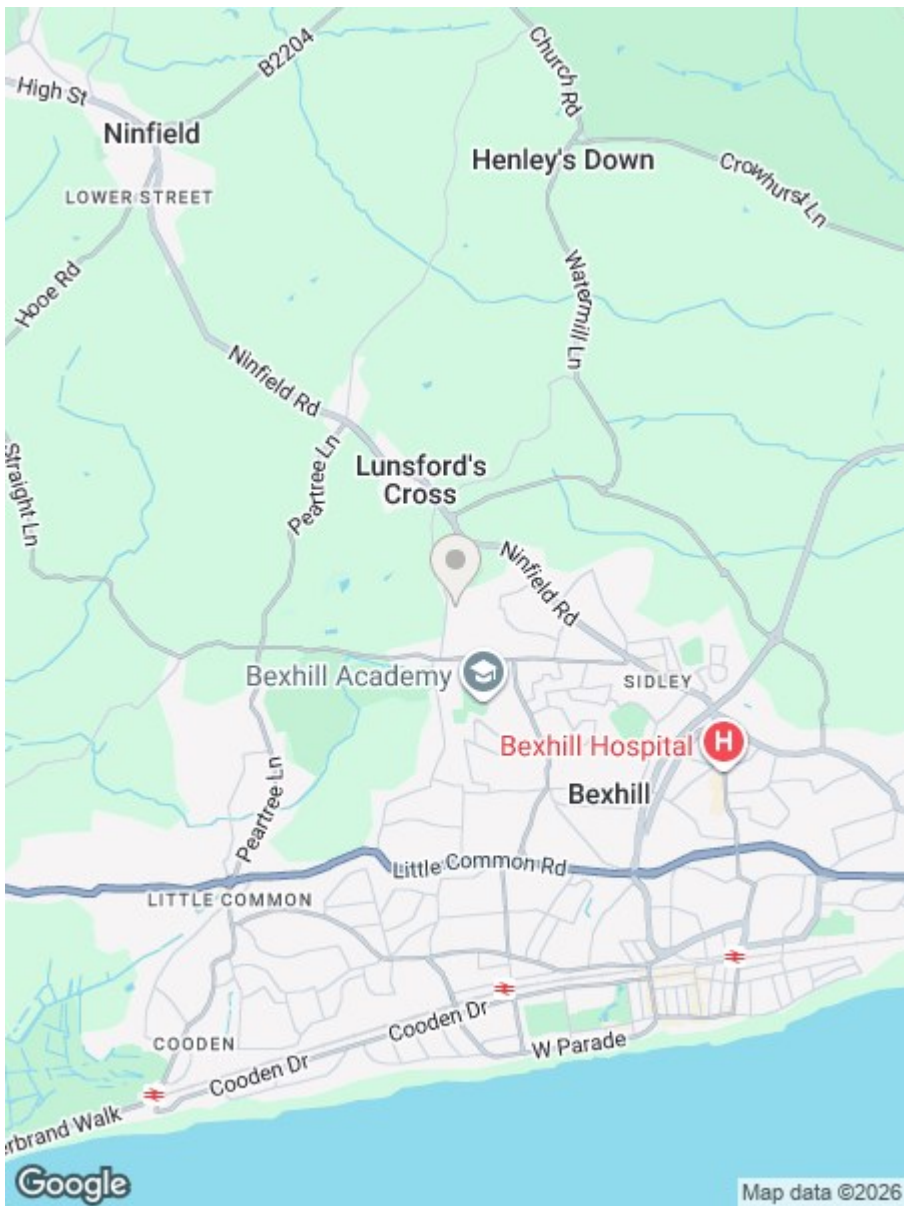 B2204
High St
Ninfield
LOWER STREET
Church Rd
Henley's Down
Crowhurst Ln
Hooe Rd
Watermill Ln
Ninfield Rd
Straight Ln
Peartree Ln
Lunsford's
Cross
Ninfield Rd
Bexhill Academy
SIDLEY
Bexhill Hospital
H
Bexhill
Peartree Ln
Little Common Rd
LITTLE COMMON
Cooden Dr
COODEN
W Parade
Cooden Dr
erbrand Walk
Google
Map data ©2026